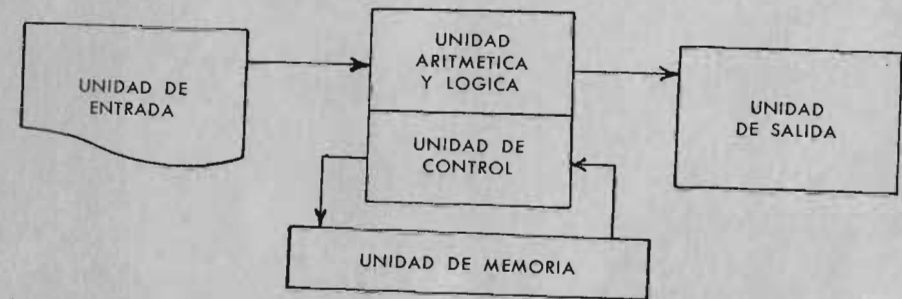 UNIDAD DE
ENTRADA
UNIDAD
ARITMETICA
Y LOGICA
UNIDAD DE
CONTROL
UNIDAD
DE SALIDA
UNIDAD DE MEMORIA